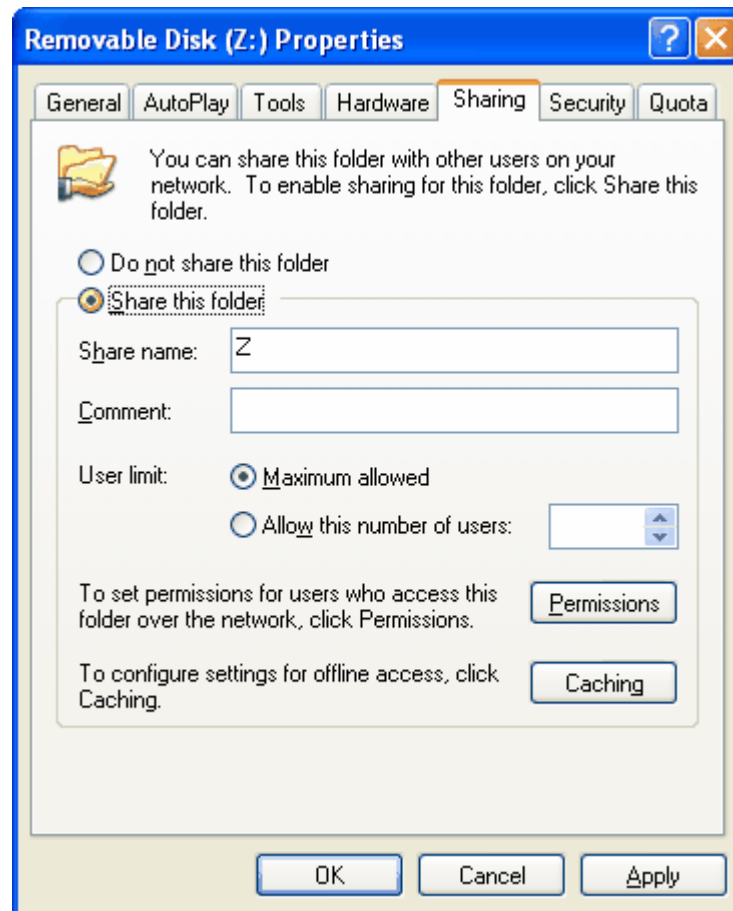 Removable Disk (Z:) Properties
?
General AutoPlay Tools Hardware Sharing Security Quota
You can share this folder with other users on your
network. To enable sharing for this folder, click Share this
folder.
Do not share this folder
Share this folder
Share name: Z
Comment:
User limit: Maximum allowed
Allow this number of users:
To set permissions for users who access this
folder over the network, click Permissions.
Permissions
To configure settings for offline access, click
Caching.
Caching
OK Cancel Apply